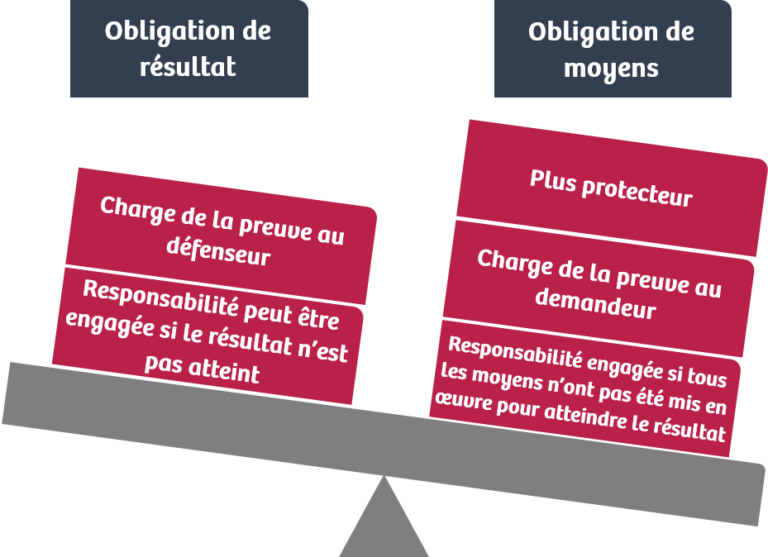 Obligation de
résultat
Charge de la preuve au
défenseur
Responsabilité peut être
engagée si le résultat n'est
pas atteint
Obligation de
moyens
Plus protecteur
Charge de la preuve au
demandeur
Responsabilité engagée si tous
les moyens n'ont pas été mis en
œuvre pour atteindre le résultat